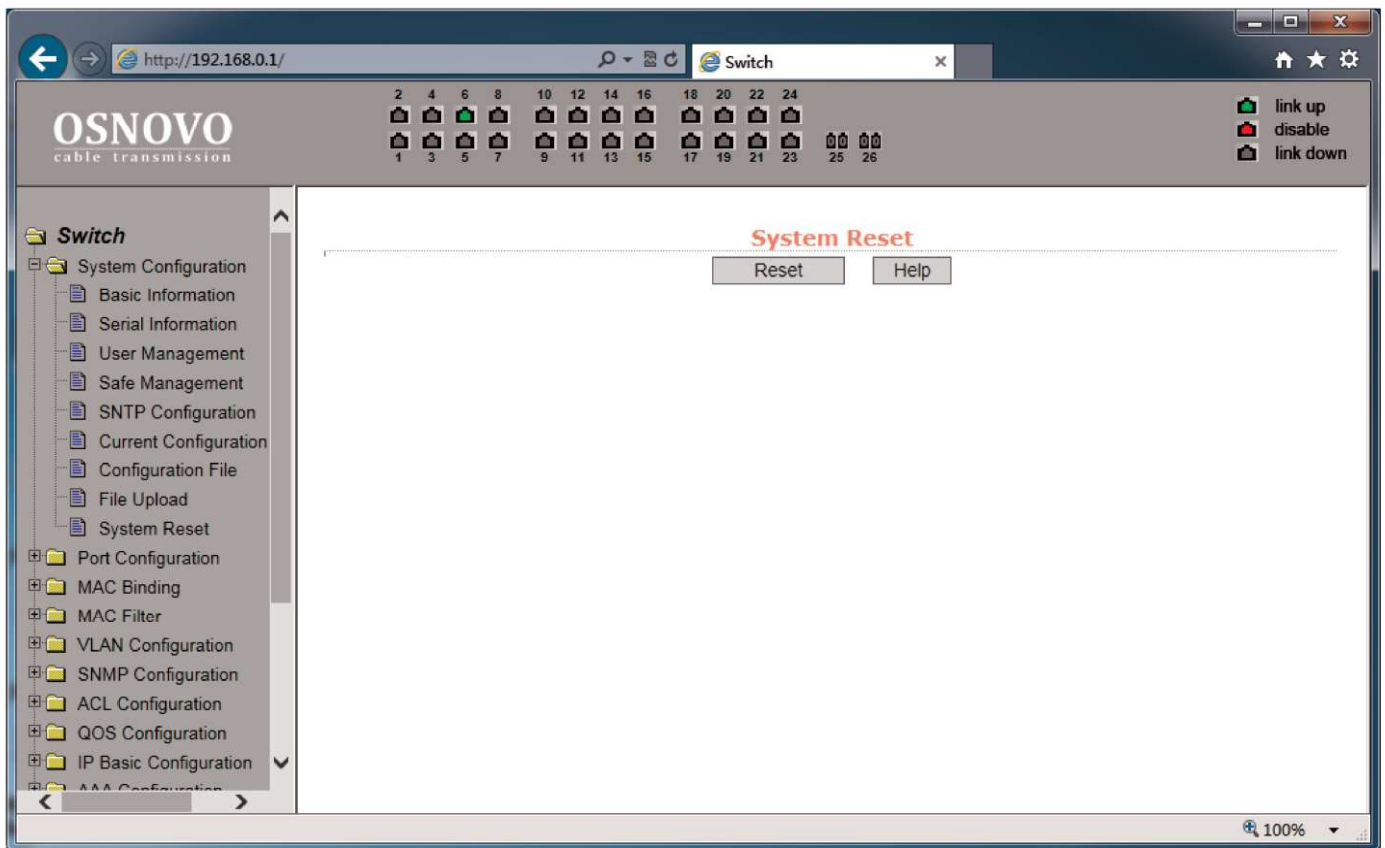 http://192.168.0.1/
Switch
OSNOVO
cable transmission
2 4 6 8 10 12 14 16 18 20 22 24
1 3 5 7 9 11 13 15 17 19 21 23 25 26
link up
disable
link down
Switch
System Configuration
Basic Information
Serial Information
User Management
Safe Management
SNTP Configuration
Current Configuration
Configuration File
File Upload
System Reset
Port Configuration
MAC Binding
MAC Filter
VLAN Configuration
SNMP Configuration
ACL Configuration
QOS Configuration
IP Basic Configuration
AAA Configuration
System Reset
Reset Help
100%